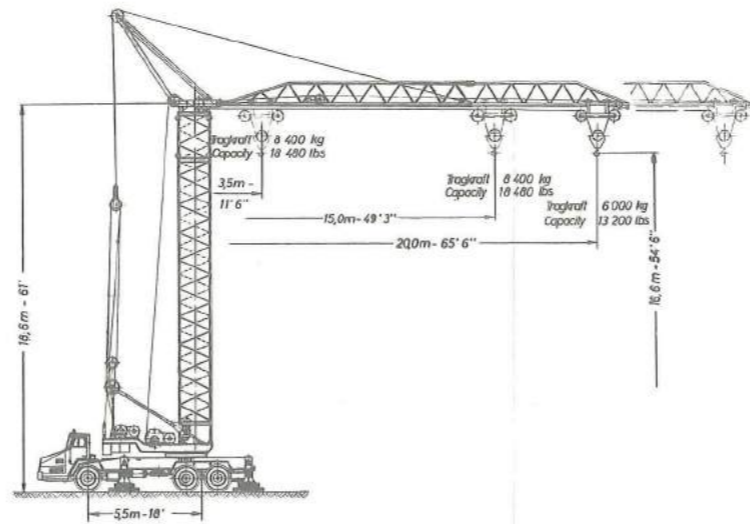 Tragkraft 8 400 kg
Capacity 18 480 lbs
3,5m -
11' 6"
Tragkraft 8 400 kg
Capacity 18 480 lbs
15,0m - 49' 3"
Tragkraft 6 000 kg
Capacity 13 200 lbs
20,0m - 65' 6"
16,6m - 54' 6"
18,6m - 61'
5,5m - 18'